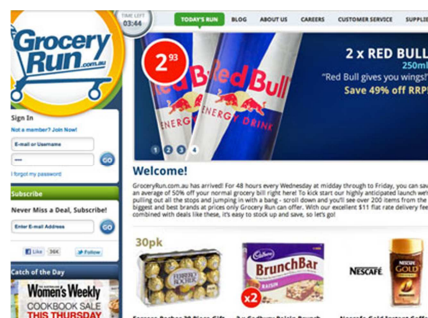 TIME LEFT
03:44
TODAY'S RUN
BLOG
ABOUT US
CAREERS
CUSTOMER SERVICE
SUPPLIE
Grocery
Run.com.au
Sign In
Not a member? Join Now!
E-mail or Username
GO
I forgot my password!
Subscribe
Never Miss a Deal, Subscribe!
Enter E-mail Address
GO
Like
Follow
Catch of the Day
Women's Weekly
COOKBOOK SALE
THIS THURSDAY
2.93
Red Bull
ENERGY DRINK
Red Bull
ENERGY DRINK
2 x RED BULL
250ml
"Red Bull gives you wings!"
Save 49% off RRP!
1 2 3 4
Welcome!
GroceryRun.com.au has arrived! For 48 hours every Wednesday at midday through to Friday, you can sav
an average of 50% off your normal grocery bill right here! To kick start our highly anticipated launch we'v
pulling out all the stops and jumping in with a bang - scroll down and you'll see over 200 items from the
biggest and best brands at prices only Grocery Run can offer. With our excellent $11 flat rate delivery fee
combined with deals like these, it's easy to stock up and save, so let's go!
30pk
FERRERO
ROCHER
Cadbury
BrunchBar
RAISIN
x2
NESCAFÉ
NESCAFÉ
GOLD